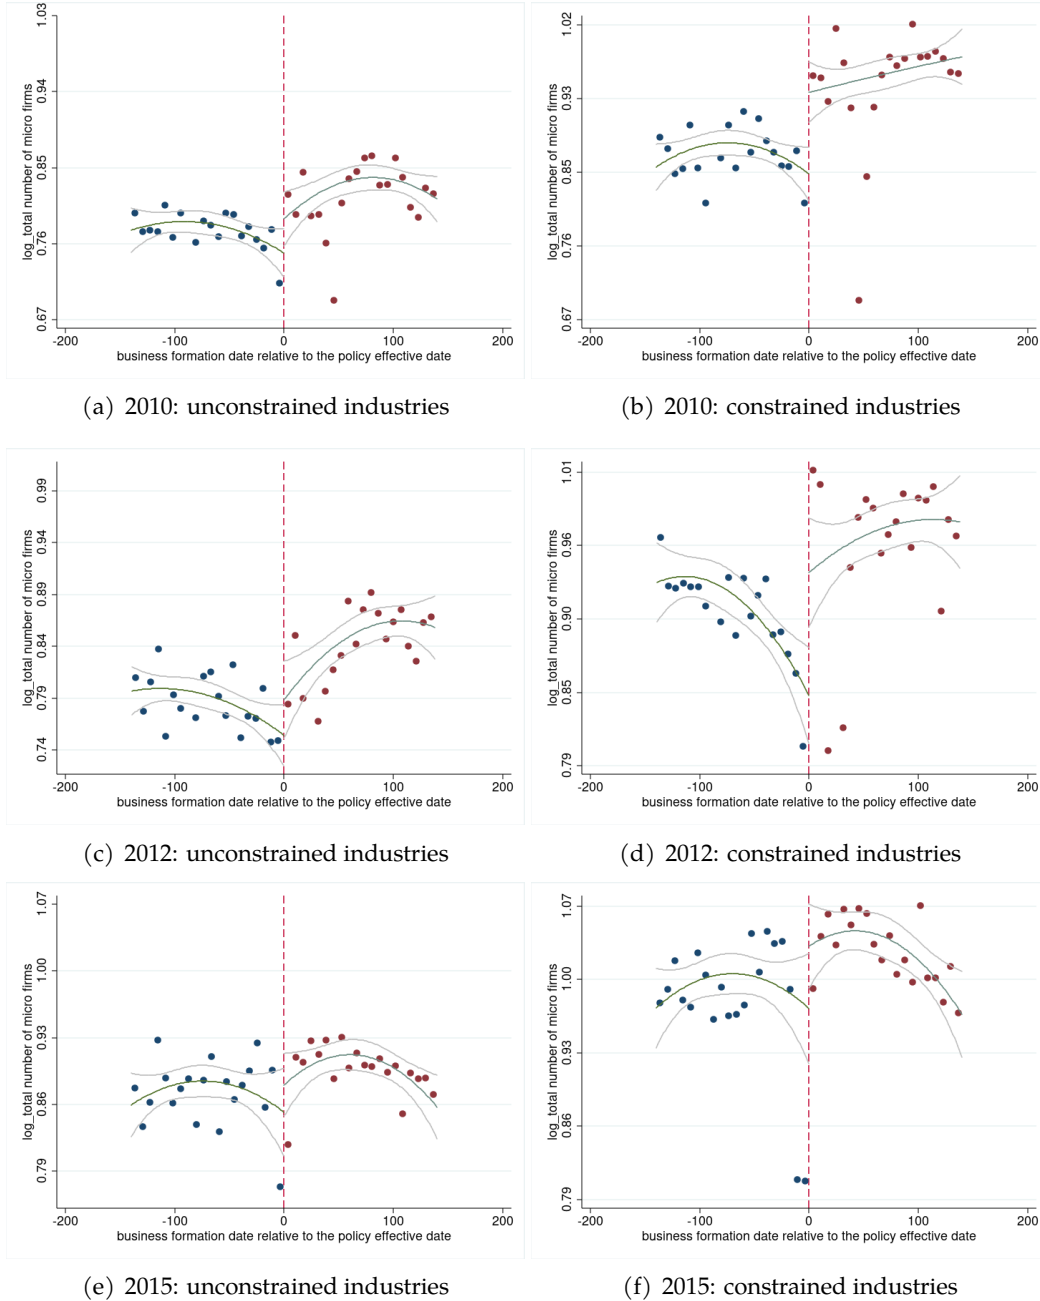 1.03
0.94
0.85
0.76
0.67
log_total number of micro firms
-200 -100 0 100 200
business formation date relative to the policy effective date
(a) 2010: unconstrained industries
1.02
0.93
0.85
0.76
0.67
log_total number of micro firms
-200 -100 0 100 200
business formation date relative to the policy effective date
(b) 2010: constrained industries
0.99
0.94
0.89
0.84
0.79
0.74
log_total number of micro firms
-200 -100 0 100 200
business formation date relative to the policy effective date
(c) 2012: unconstrained industries
1.01
0.96
0.90
0.85
0.79
log_total number of micro firms
-200 -100 0 100 200
business formation date relative to the policy effective date
(d) 2012: constrained industries
1.07
1.00
0.93
0.86
0.79
log_total number of micro firms
-200 -100 0 100 200
business formation date relative to the policy effective date
(e) 2015: unconstrained industries
1.07
1.00
0.93
0.86
0.79
log_total number of micro firms
-200 -100 0 100 200
business formation date relative to the policy effective date
(f) 2015: constrained industries